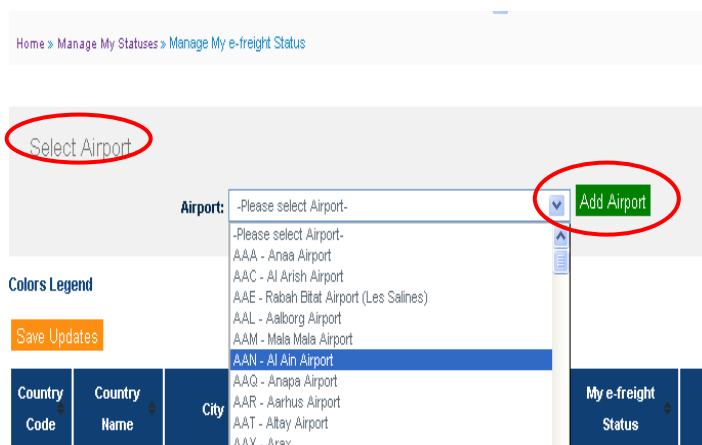 Home » Manage My Statuses » Manage My e-freight Status
Select Airport
Airport: -Please select Airport- Add Airport
-Please select Airport-
AAA - Anaa Airport
AAC - Al Arish Airport
AAE - Rabah Bitat Airport (Les Salines)
AAL - Aalborg Airport
AAM - Mala Mala Airport
AAN - Al Ain Airport
AAQ - Anapa Airport
AAR - Aarhus Airport
AAT - Altay Airport
AAX - Arax
Colors Legend
Save Updates
Country Code
Country Name
City
My e-freight Status